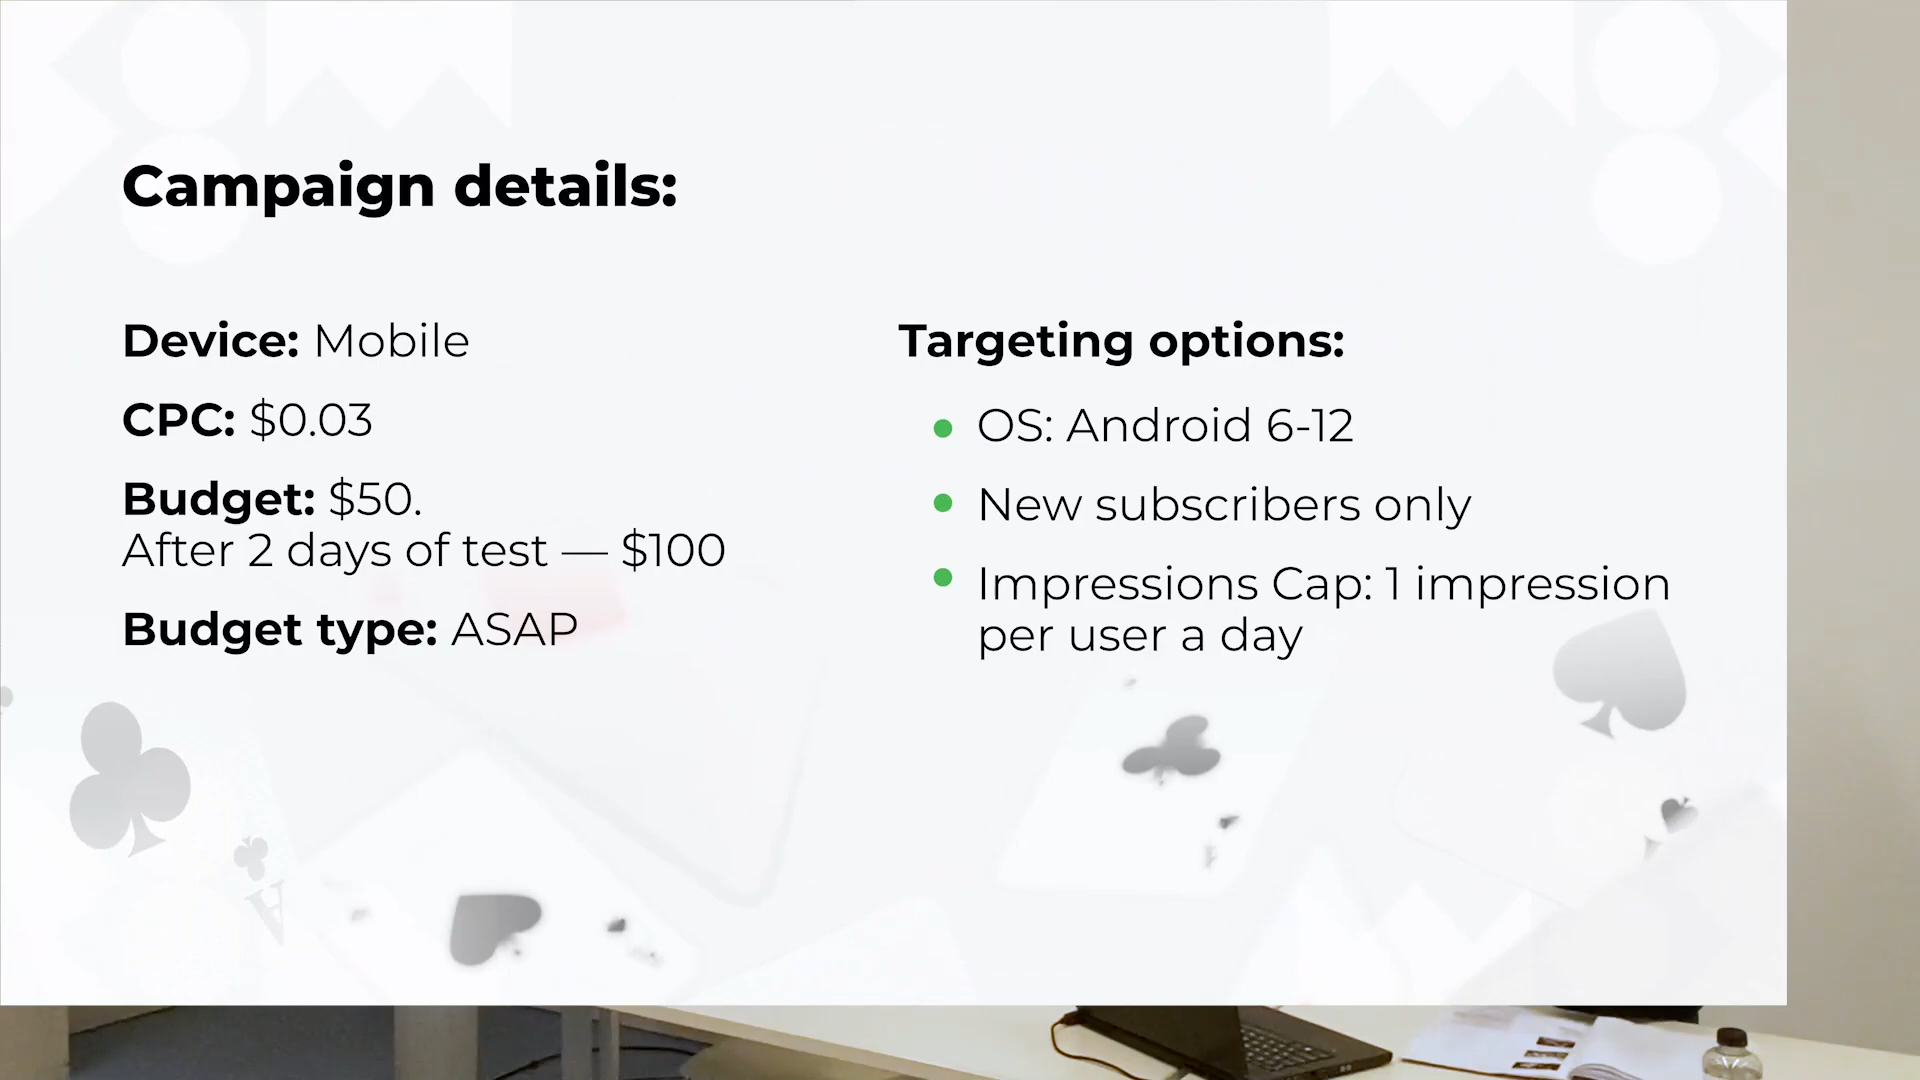 Campaign details:
Device: Mobile
CPC: $0.03
Budget: $50.
After 2 days of test — $100
Budget type: ASAP
Targeting options:
OS: Android 6-12
New subscribers only
Impressions Cap: 1 impression
per user a day
A